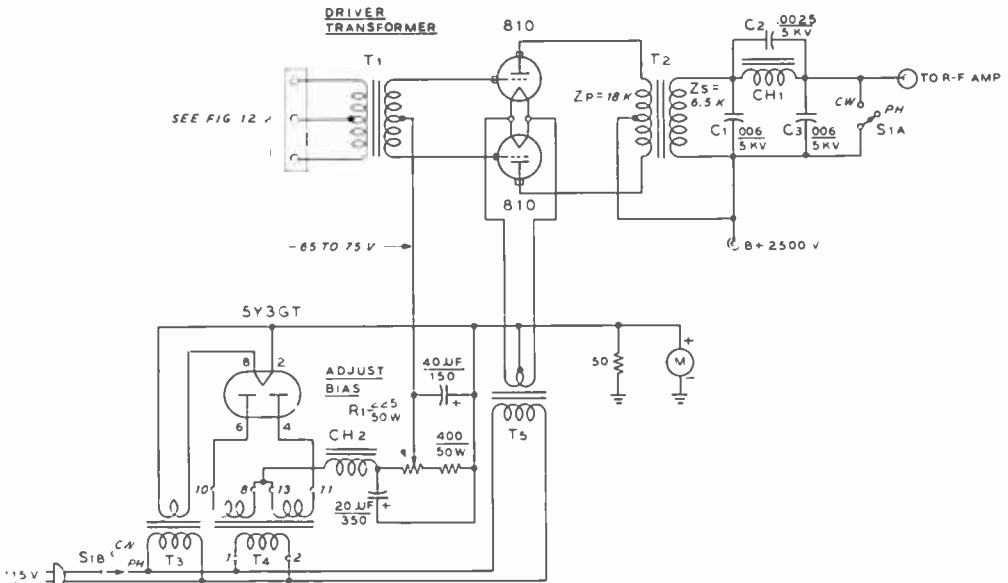 DRIVER
TRANSFORMER
810
T1
SEE FIG 12
810
-65 TO 75 V
T2
ZP=18 K
ZS=
6.5 K
C2 .0025
5 KV
CH1
C1 .006
5 KV
C3 .006
5 KV
CW
PH
S1A
TO R-F AMP
B+ 2500 V
5Y3GT
8
2
6
4
ADJUST
BIAS
R1-225
50 W
40 µF
150
+
CH2
400
50 W
20 µF
350
+
50
M
+
-
T5
10
8
13
11
T3
T4
1
2
S1B
PH
115 V